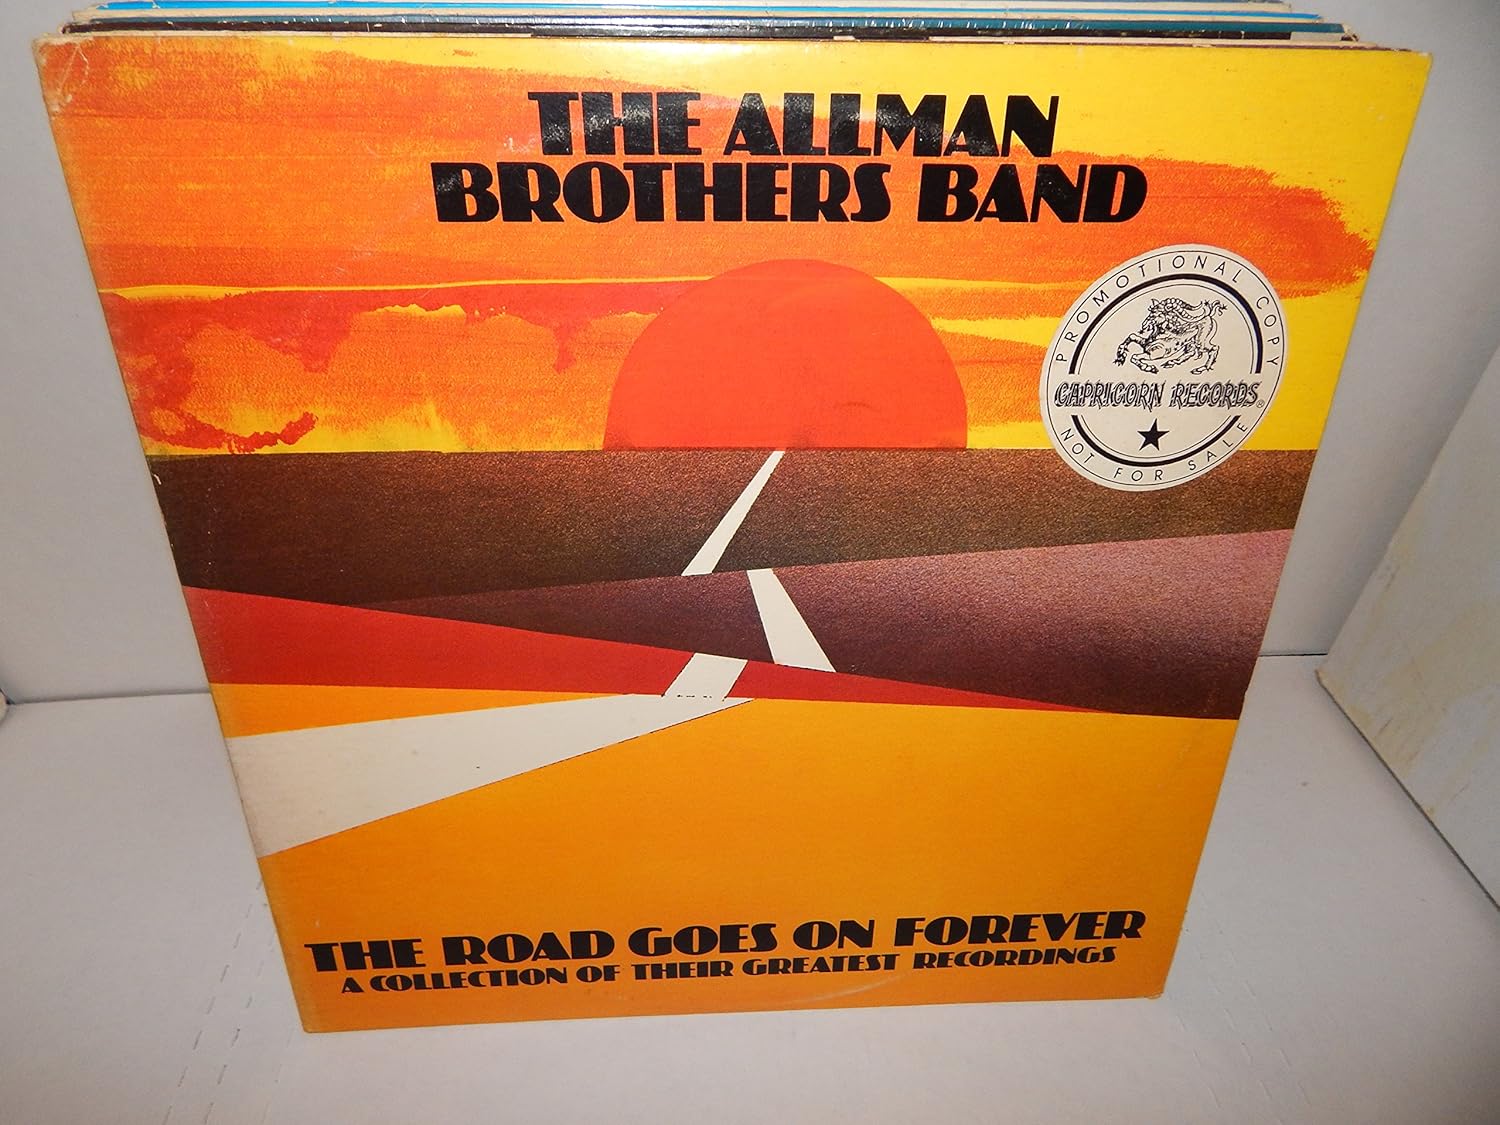 THE ALLMAN
BROTHERS BAND
PROMOTIONAL COPY
CAPRICORN RECORDS®
NOT FOR SALE
THE ROAD GOES ON FOREVER
A COLLECTION OF THEIR GREATEST RECORDINGS